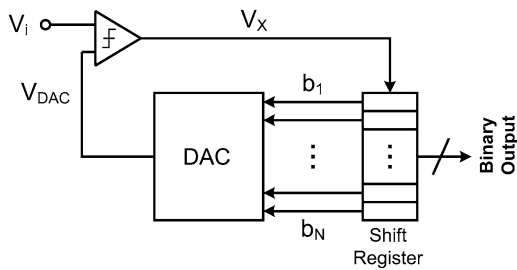 Vi
VX
VDAC
b1
DAC
bN
Shift
Register
Binary
Output